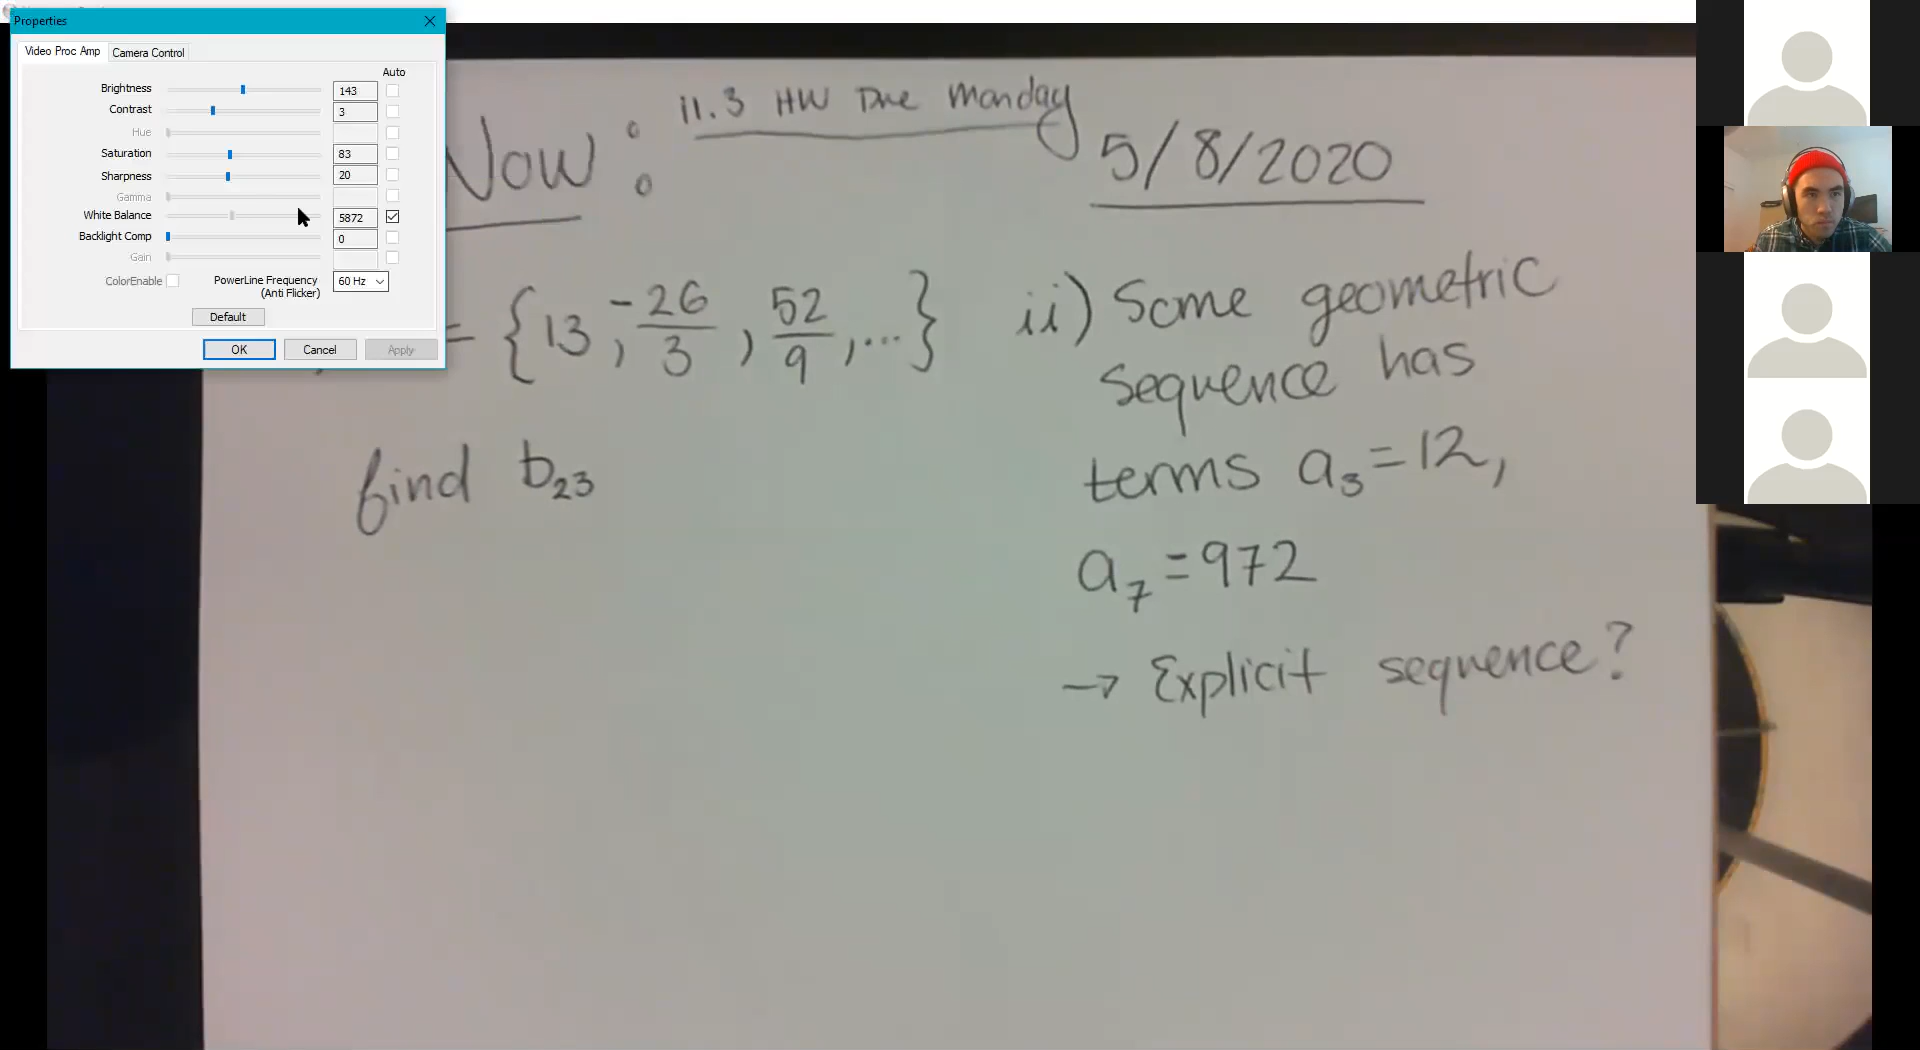 Properties
Video Proc Amp
Camera Control
Auto
Brightness 143
Contrast 3
Hue
Saturation 83
Sharpness 20
Gamma
White Balance 5872
Backlight Comp 0
Gain
ColorEnable PowerLine Frequency 60 Hz
(Anti Flicker)
Default
OK Cancel Apply
11.3 HW Due Monday
Now:
5/8/2020
= {13, -26/3, 52/9, ...}
find b₂₃
ii) Some geometric
sequence has
terms a₃=12,
a₇=972
→ Explicit sequence?